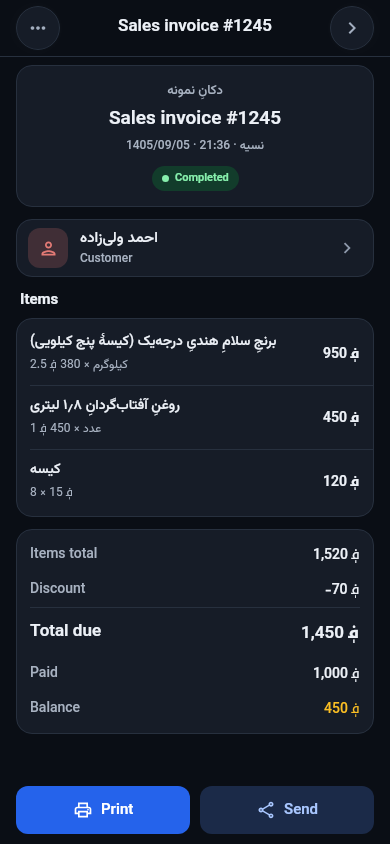 Sales invoice #1245
دکانِ نمونه
Sales invoice #1245
1405/09/05 · 21:36 · نسیه
Completed
احمد ولی‌زاده
Customer
Items
برنجِ سلامِ هندیِ درجه‌یک (کیسهٔ پنج کیلویی)
950 ؋
2.5 کیلوگرم × 380 ؋
روغنِ آفتاب‌گردانِ ۱٫۸ لیتری
450 ؋
1 عدد × 450 ؋
کیسه
120 ؋
8 × 15 ؋
Items total 1,520 ؋
Discount -70 ؋
Total due 1,450 ؋
Paid 1,000 ؋
Balance 450 ؋
Print
Send